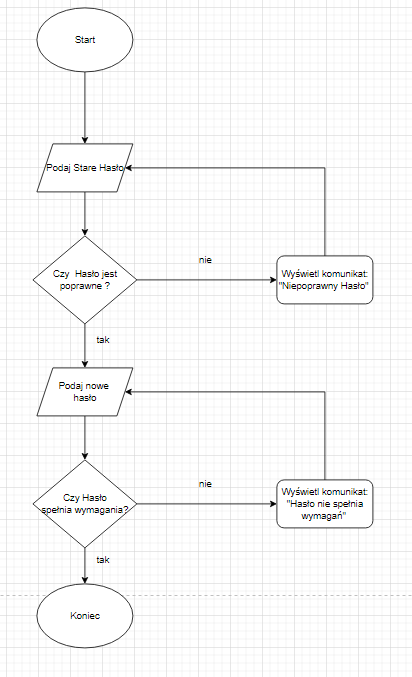 Start
Podaj Stare Hasło
Czy Hasło jest
poprawne ?
nie
Wyświetl komunikat:
"Niepoprawny Hasło"
tak
Podaj nowe
hasło
Czy Hasło
spełnia wymagania?
nie
Wyświetl komunikat:
"Hasło nie spełnia
wymagań"
tak
Koniec